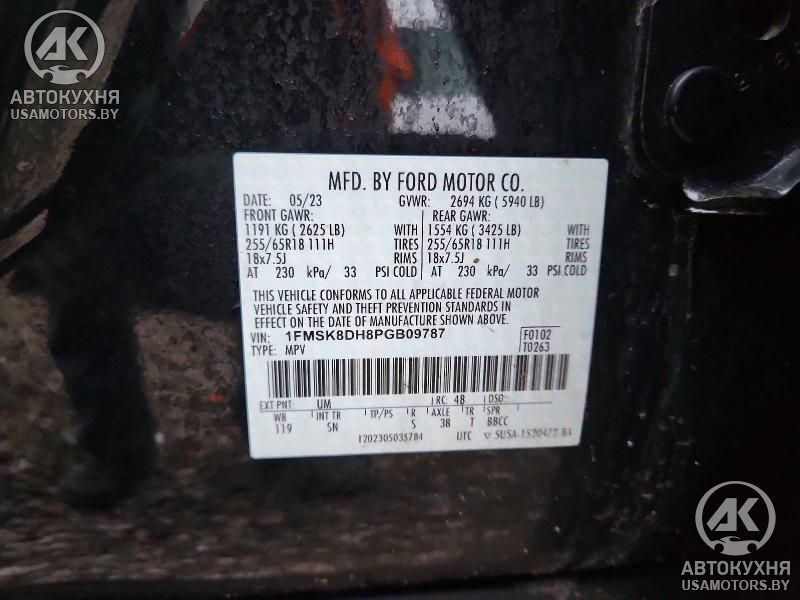 АК
АВТОКУХНЯ
USAMOTORS.BY
MFD. BY FORD MOTOR CO.
DATE: 05/23 GVWR: 2694 KG ( 5940 LB)
FRONT GAWR: REAR GAWR:
1191 KG ( 2625 LB) WITH 1554 KG ( 3425 LB) WITH
255/65R18 111H TIRES 255/65R18 111H TIRES
18x7.5J RIMS 18x7.5J RIMS
AT 230 kPa/ 33 PSI COLD AT 230 kPa/ 33 PSI COLD
THIS VEHICLE CONFORMS TO ALL APPLICABLE FEDERAL MOTOR
VEHICLE SAFETY AND THEFT PREVENTION STANDARDS IN
EFFECT ON THE DATE OF MANUFACTURE SHOWN ABOVE.
VIN: 1FMSK8DH8PGB09787 F0102
TYPE: MPV T0263
EXT PNT: UM RC: 48 DSO:
WB INT TR TP/PS R AXLE TR SPR
119 SN S 3B T BBCC
1202305035784 UTC ▽ 5USA-1520472-BA
АК
АВТОКУХНЯ
USAMOTORS.BY